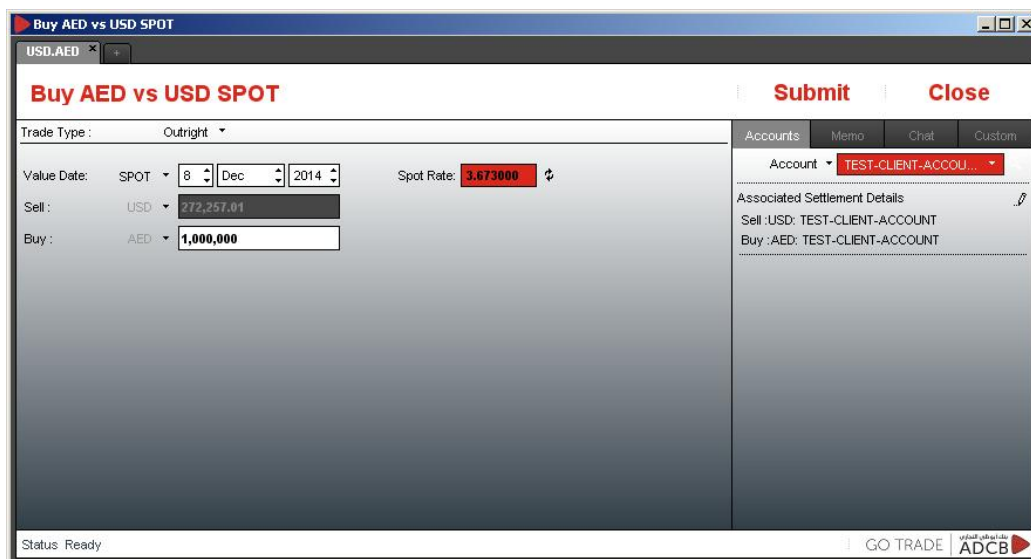 Buy AED vs USD SPOT
USD.AED × +
Buy AED vs USD SPOT
Submit Close
Trade Type : Outright
Value Date: SPOT 8 Dec 2014 Spot Rate: 3.673000
Sell : USD 272,257.01
Buy : AED 1,000,000
Accounts Memo Chat Custom
Account TEST-CLIENT-ACCOU...
Associated Settlement Details
Sell :USD: TEST-CLIENT-ACCOUNT
Buy :AED: TEST-CLIENT-ACCOUNT
Status Ready
GO TRADE
بنك أبوظبي التجاري
ADCB